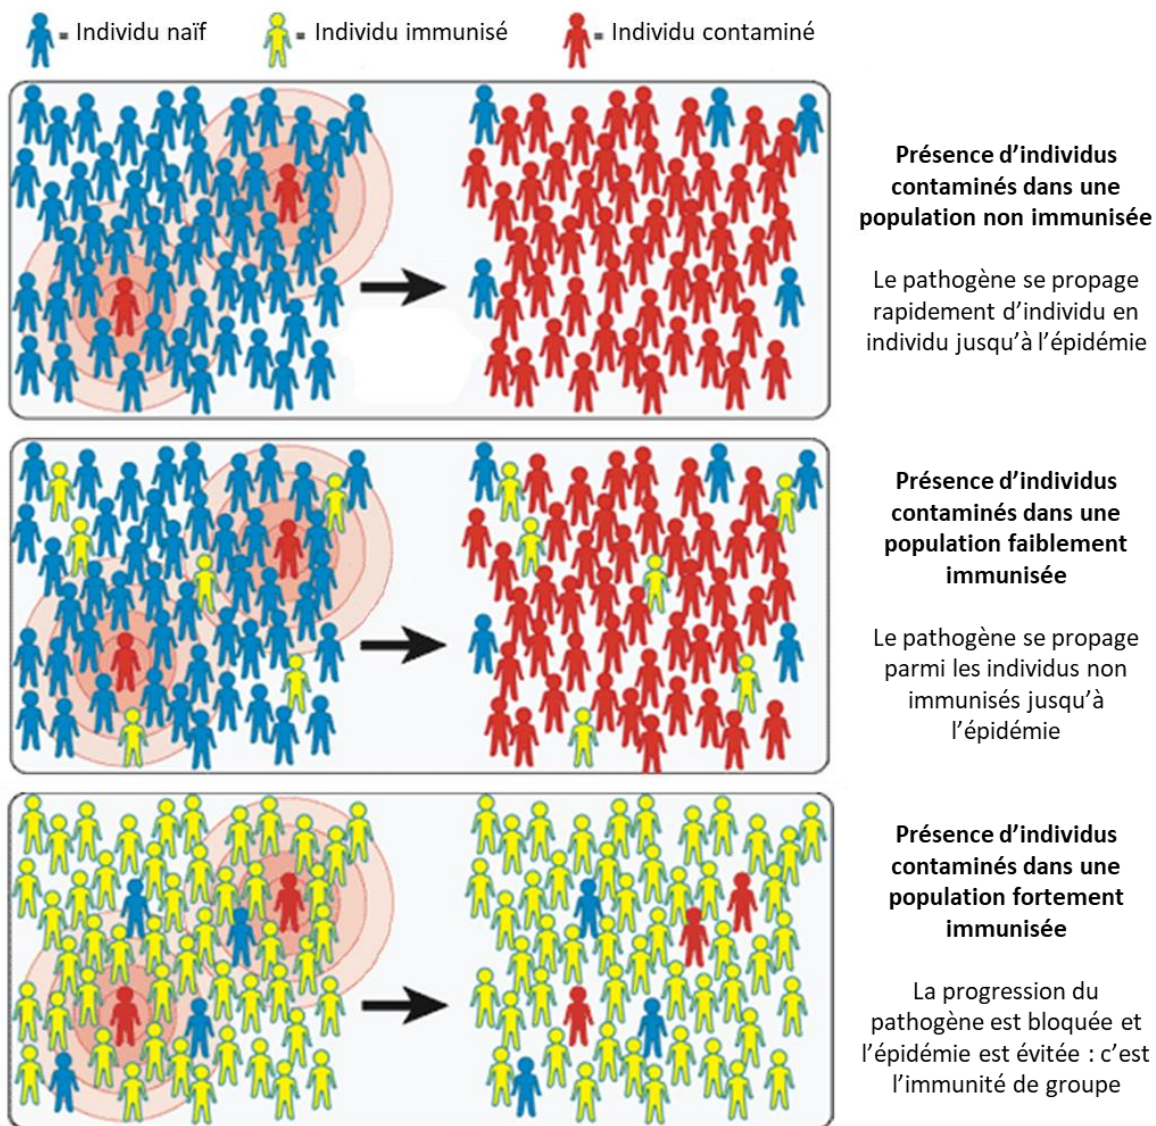 = Individu naïf = Individu immunisé = Individu contaminé
Présence d’individus
contaminés dans une
population non immunisée
Le pathogène se propage
rapidement d’individu en
individu jusqu’à l’épidémie
Présence d’individus
contaminés dans une
population faiblement
immunisée
Le pathogène se propage
parmi les individus non
immunisés jusqu’à
l’épidémie
Présence d’individus
contaminés dans une
population fortement
immunisée
La progression du
pathogène est bloquée et
l’épidémie est évitée : c’est
l’immunité de groupe